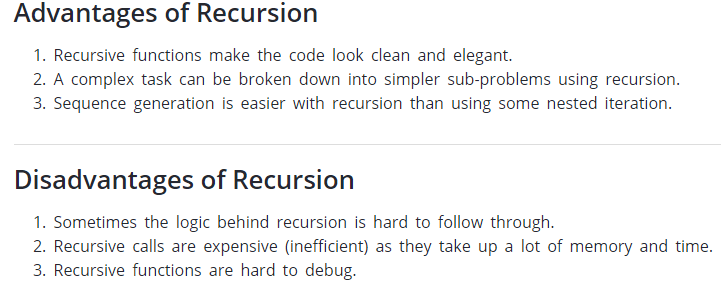 Advantages of Recursion
1. Recursive functions make the code look clean and elegant.
2. A complex task can be broken down into simpler sub-problems using recursion.
3. Sequence generation is easier with recursion than using some nested iteration.
Disadvantages of Recursion
1. Sometimes the logic behind recursion is hard to follow through.
2. Recursive calls are expensive (inefficient) as they take up a lot of memory and time.
3. Recursive functions are hard to debug.